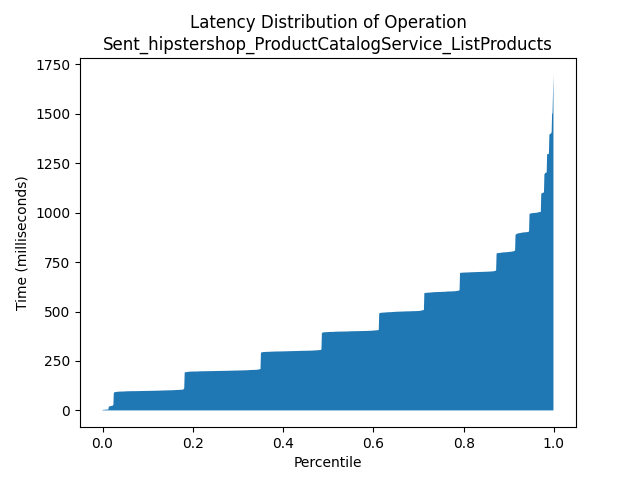 Latency Distribution of Operation
Sent_hipstershop_ProductCatalogService_ListProducts
1750
1500
1250
1000
750
500
250
0
Time (milliseconds)
0.0 0.2 0.4 0.6 0.8 1.0
Percentile